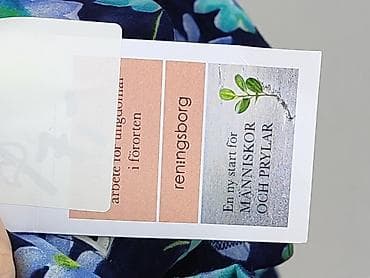 En ny start för
MÄNNISKOR
OCH PRYLAR
reningsborg
arbete för ungdomar
i förorten